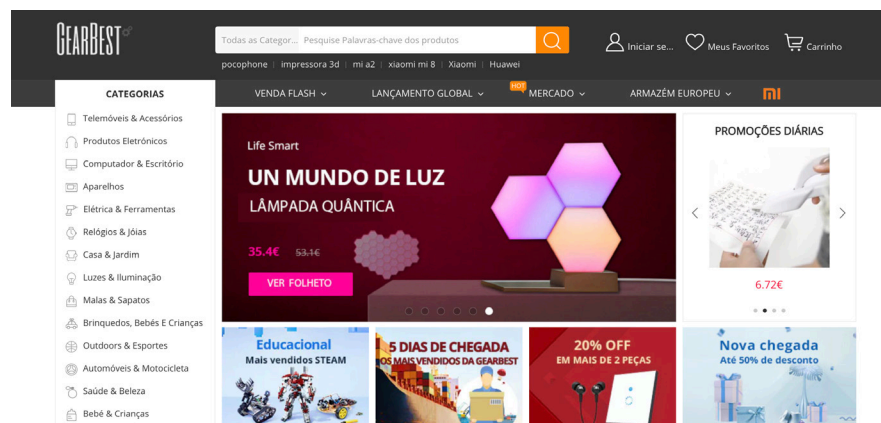 GEARBEST
Todas as Categor... Pesquise Palavras-chave dos produtos
Iniciar se...
Meus Favoritos
Carrinho
pocophone | impressora 3d | mi a2 | xiaomi mi 8 | Xiaomi | Huawei
CATEGORIAS
VENDA FLASH
LANÇAMENTO GLOBAL
HOT
MERCADO
ARMAZÉM EUROPEU
mi
Telemóveis & Acessórios
Produtos Eletrónicos
Computador & Escritório
Aparelhos
Elétrica & Ferramentas
Relógios & Jóias
Casa & Jardim
Luzes & Iluminação
Malas & Sapatos
Brinquedos, Bebés E Crianças
Outdoors & Esportes
Automóveis & Motocicleta
Saúde & Beleza
Bebé & Crianças
Life Smart
UN MUNDO DE LUZ
LÂMPADA QUÂNTICA
35.4€ 53.1€
VER FOLHETO
PROMOÇÕES DIÁRIAS
6.72€
Educacional
Mais vendidos STEAM
5 DIAS DE CHEGADA
OS MAIS VENDIDOS DA GEARBEST
20% OFF
EM MAIS DE 2 PEÇAS
Nova chegada
Até 50% de desconto